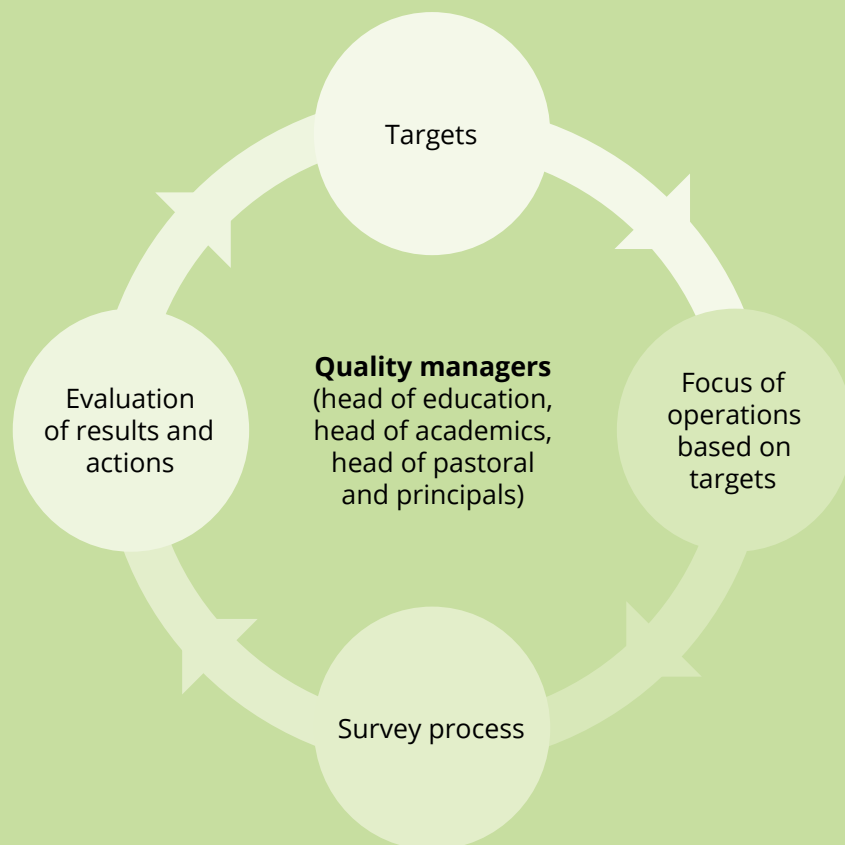 Targets
Quality managers
(head of education,
head of academics,
head of pastoral
and principals)
Focus of
operations
based on
targets
Survey process
Evaluation
of results and
actions